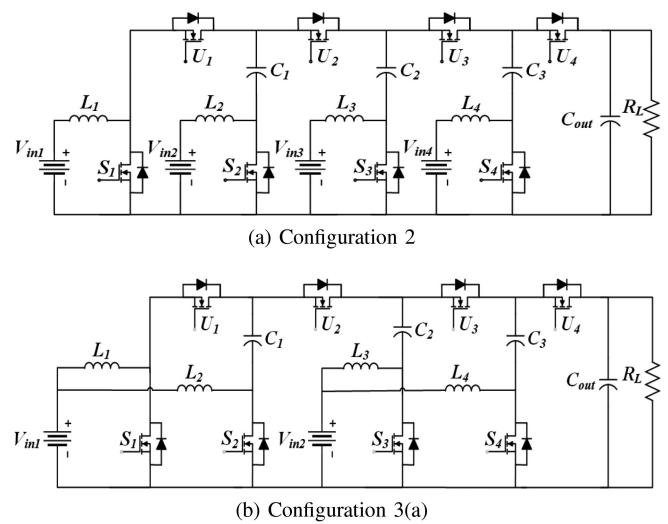 U1 U2 U3 U4
C1 C2 C3
L1 L2 L3 L4
Cout RL
Vin1 Vin2 Vin3 Vin4
+ + + +
S1 S2 S3 S4
- - - -
(a) Configuration 2
U1 U2 U3 U4
C1 C2 C3
L1 L3
L2 L4
Cout RL
+ +
Vin1 S1 S2 Vin2 S3 S4
- -
(b) Configuration 3(a)